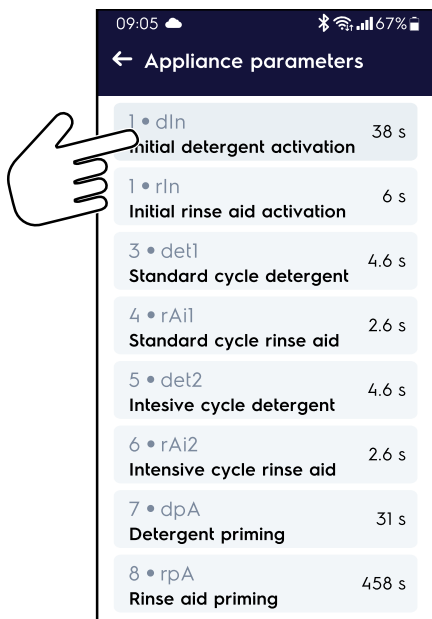 09:05 67%
← Appliance parameters
1 • dIn
Initial detergent activation 38 s
1 • rIn
Initial rinse aid activation 6 s
3 • det1
Standard cycle detergent 4.6 s
4 • rAi1
Standard cycle rinse aid 2.6 s
5 • det2
Intesive cycle detergent 4.6 s
6 • rAi2
Intensive cycle rinse aid 2.6 s
7 • dpA
Detergent priming 31 s
8 • rpA
Rinse aid priming 458 s